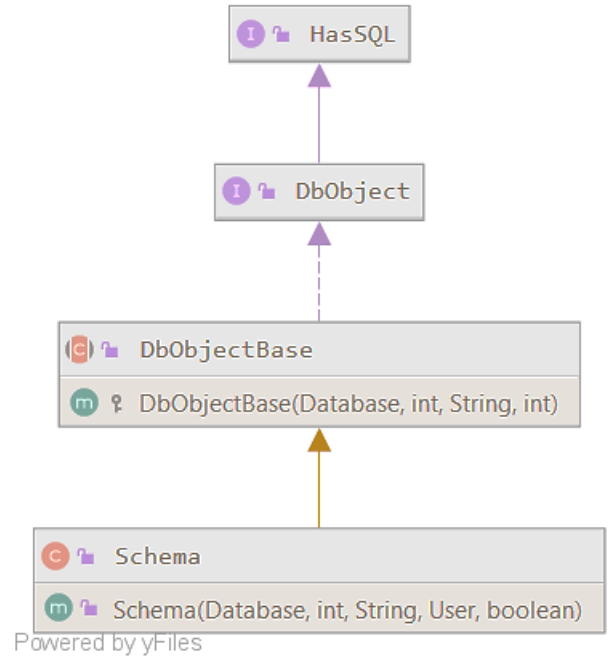 I HasSQL
I DbObject
C DbObjectBase
m DbObjectBase(Database, int, String, int)
C Schema
m Schema(Database, int, String, User, boolean)
Powered by yFiles